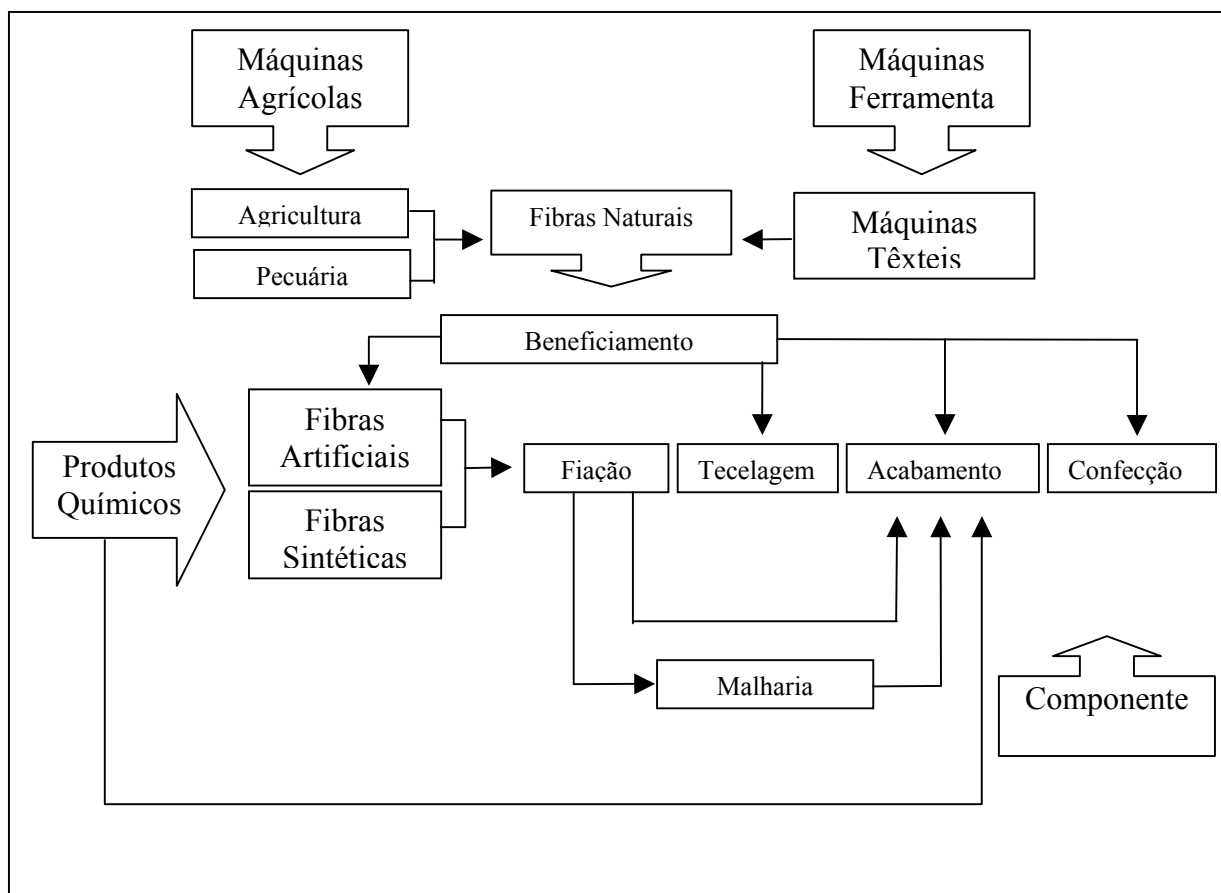 Máquinas
Agrícolas
Máquinas
Ferramenta
Agricultura
Pecuária
Fibras Naturais
Máquinas
Têxteis
Beneficiamento
Produtos
Químicos
Fibras
Artificiais
Fibras
Sintéticas
Fiação
Tecelagem
Acabamento
Confecção
Malharia
Componente